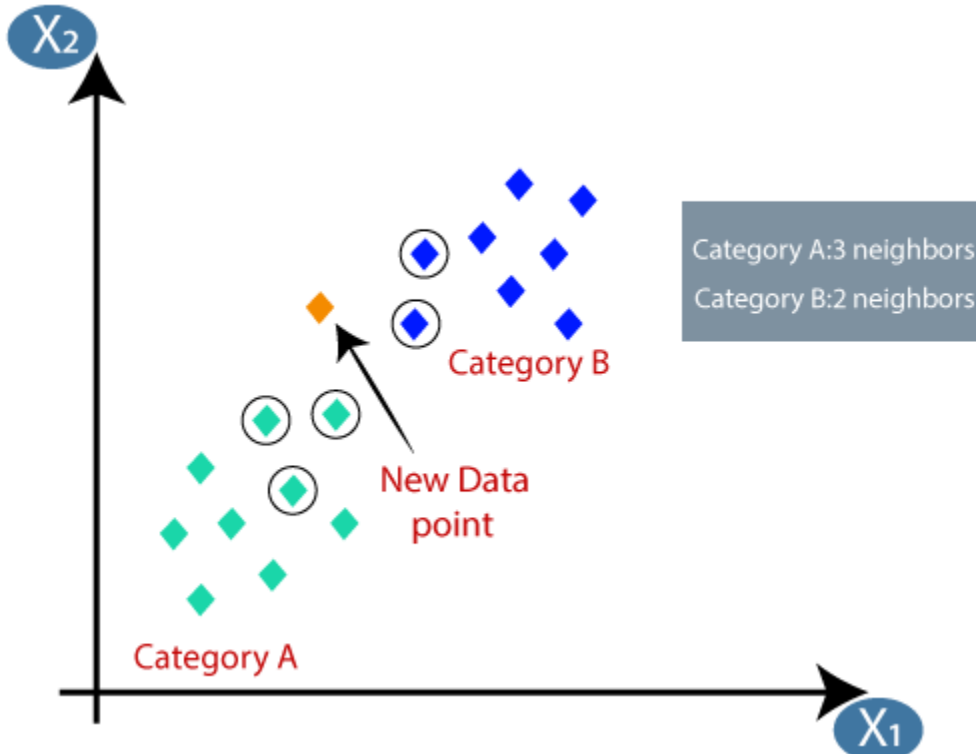 X₂
Category A:3 neighbors
Category B:2 neighbors
Category B
New Data
point
Category A
X₁